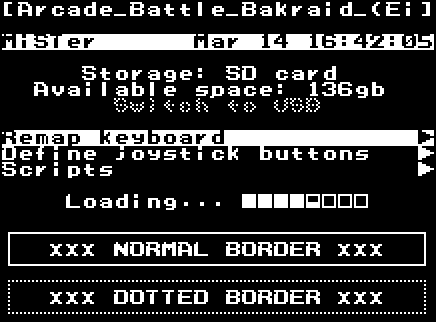 [Arcade_Battle_Bakraid_(Ei]
MiSTer Mar 14 16:42:05
Storage: SD card
Available space: 136gb
Switch to USB
Remap keyboard
Define joystick buttons
Scripts
Loading...
xxx NORMAL BORDER xxx
xxx DOTTED BORDER xxx